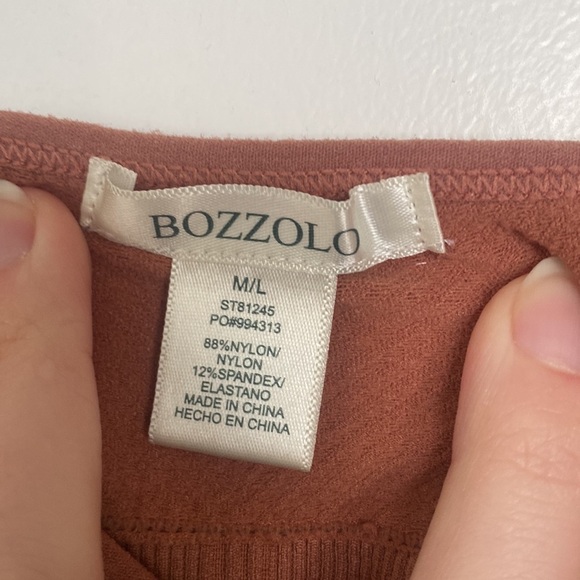 BOZZOLO
M/L
ST81245
PO#994313
88%NYLON/
NYLON
12%SPANDEX/
ELASTANO
MADE IN CHINA
HECHO EN CHINA